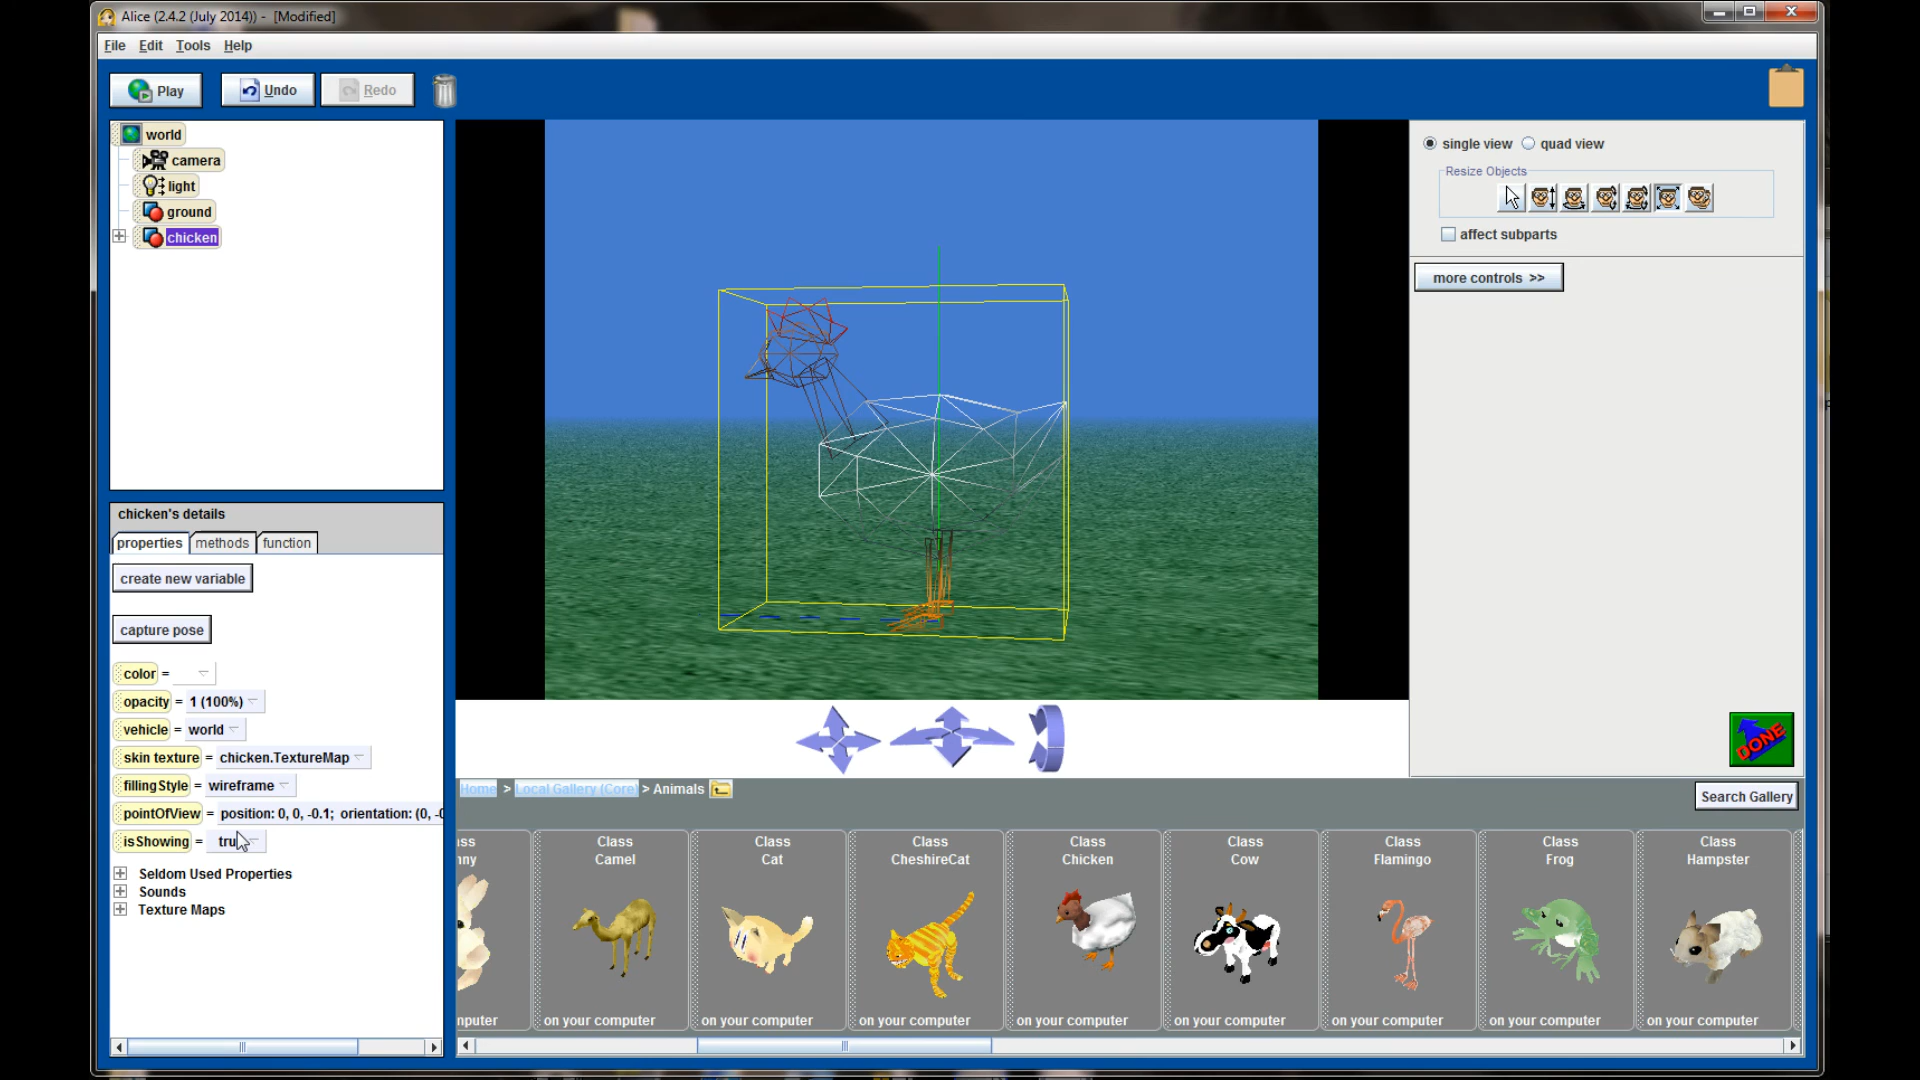 Alice (2.4.2 (July 2014)) - [Modified]
File Edit Tools Help
Play Undo Redo
world
camera
light
ground
chicken
single view quad view
Resize Objects
affect subparts
more controls >>
chicken's details
properties methods function
create new variable
capture pose
color =
opacity = 1 (100%)
vehicle = world
skin texture = chicken.TextureMap
fillingStyle = wireframe
pointOfView = position: 0, 0, -0.1; orientation: (0, -0
isShowing = tru
Seldom Used Properties
Sounds
Texture Maps
DONE
Home > Local Gallery (Core) > Animals
Search Gallery
ss
nny
nputer
Class
Camel
on your computer
Class
Cat
on your computer
Class
CheshireCat
on your computer
Class
Chicken
on your computer
Class
Cow
on your computer
Class
Flamingo
on your computer
Class
Frog
on your computer
Class
Hampster
on your computer